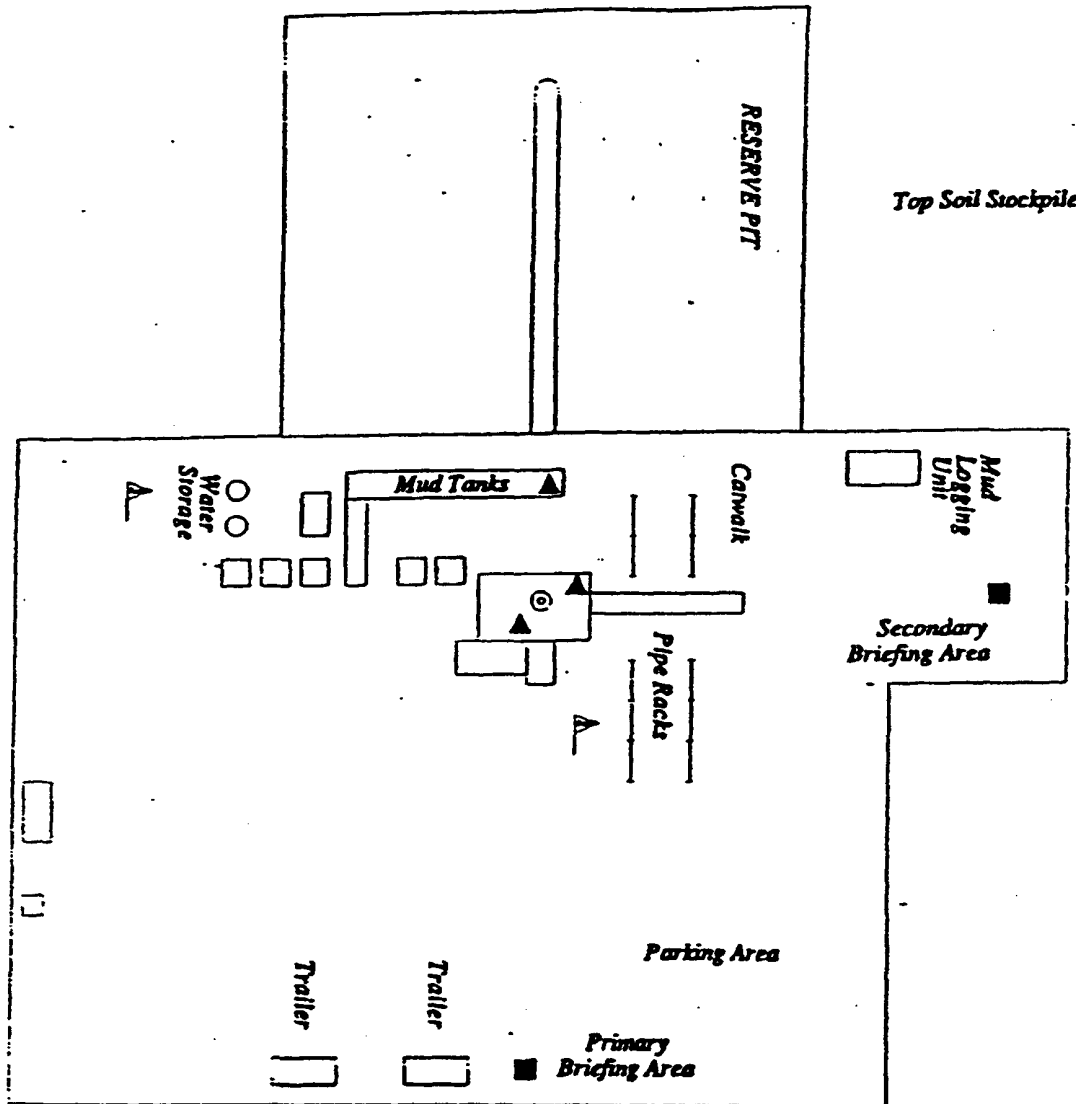 RESERVE PIT
Top Soil Stockpile
Mud Tanks
Water
Storage
Catwalk
Mud
Logging
Unit
Secondary
Briefing Area
Pipe Racks
Parking Area
Trailer
Trailer
Primary
Briefing Area